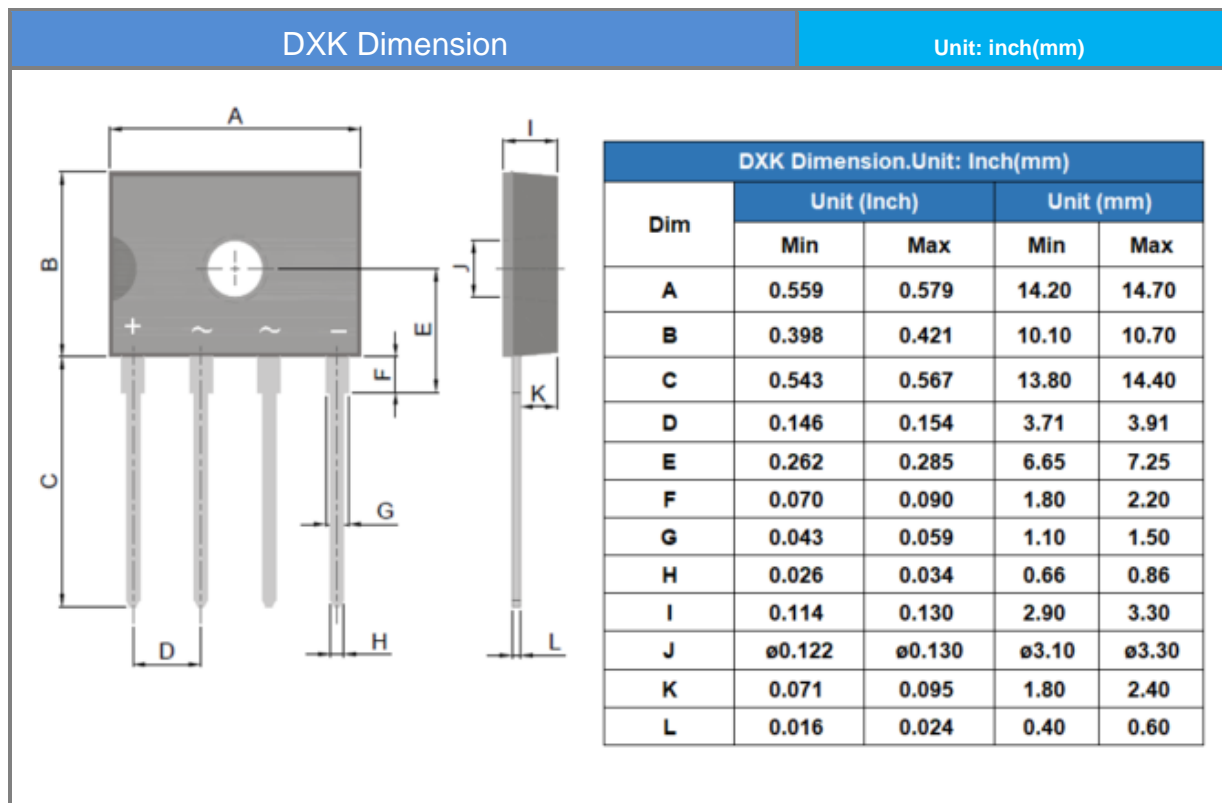 DXK Dimension
Unit: inch(mm)
A
I
B
J
E
+ ~ ~ −
F
K
C
G
D
H
L
DXK Dimension.Unit: Inch(mm)
Dim Unit (Inch) Unit (mm)
Min Max Min Max
A 0.559 0.579 14.20 14.70
B 0.398 0.421 10.10 10.70
C 0.543 0.567 13.80 14.40
D 0.146 0.154 3.71 3.91
E 0.262 0.285 6.65 7.25
F 0.070 0.090 1.80 2.20
G 0.043 0.059 1.10 1.50
H 0.026 0.034 0.66 0.86
I 0.114 0.130 2.90 3.30
J ø0.122 ø0.130 ø3.10 ø3.30
K 0.071 0.095 1.80 2.40
L 0.016 0.024 0.40 0.60